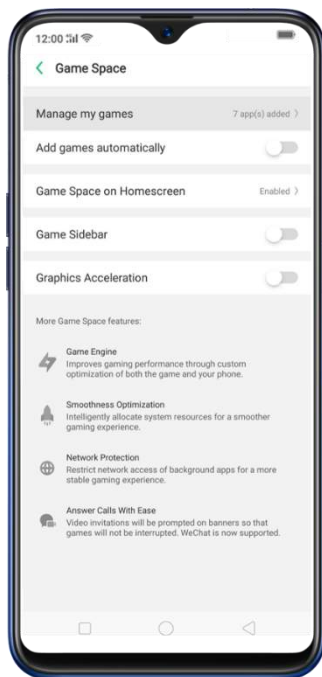 12:00
Game Space
Manage my games 7 app(s) added
Add games automatically
Game Space on Homescreen Enabled
Game Sidebar
Graphics Acceleration
More Game Space features:
Game Engine
Improves gaming performance through custom
optimization of both the game and your phone.
Smoothness Optimization
Intelligently allocate system resources for a smoother
gaming experience.
Network Protection
Restrict network access of background apps for a more
stable gaming experience.
Answer Calls With Ease
Video invitations will be prompted on banners so that
games will not be interrupted. WeChat is now supported.